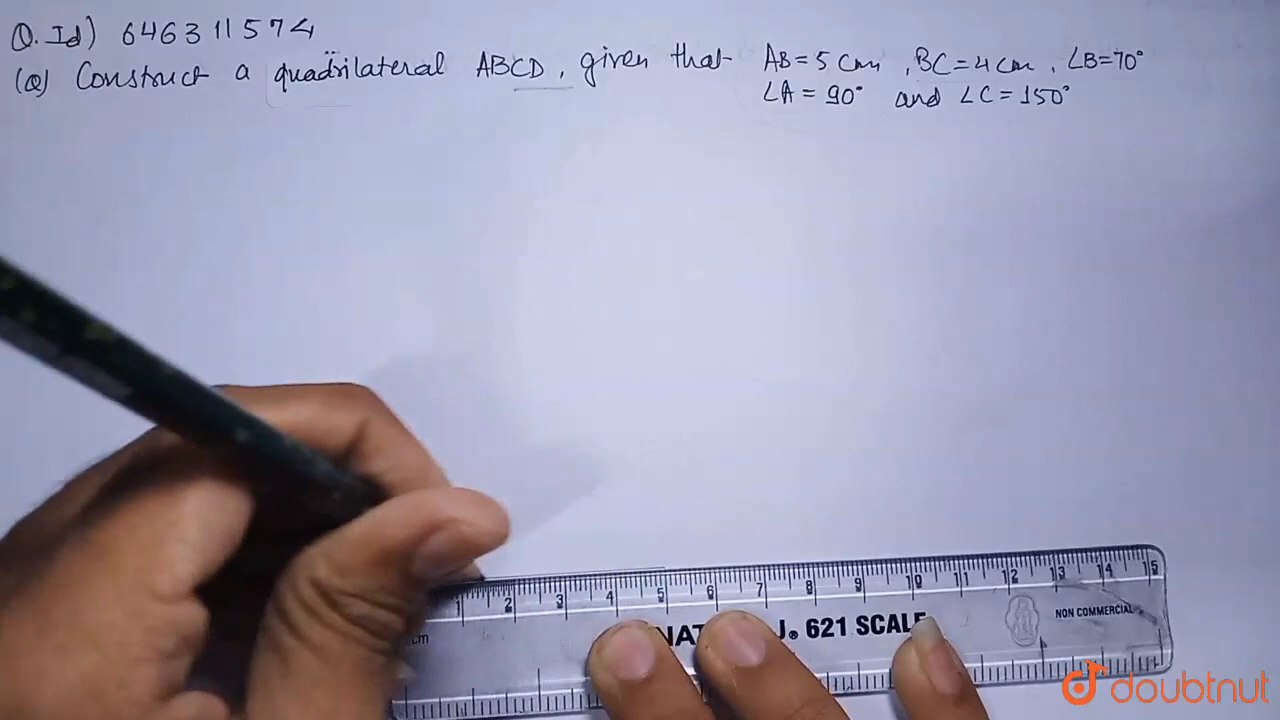 Q. Id) 646311574
(Q) Construct a quadrilateral ABCD, given that AB = 5 cm, BC = 4 cm, ∠B = 70°
∠A = 90° and ∠C = 150°
1 2 3 4 5 6 7 8 9 10 11 12 13 14 15
cm 621 SCALE NON COMMERCIAL
doubtnut